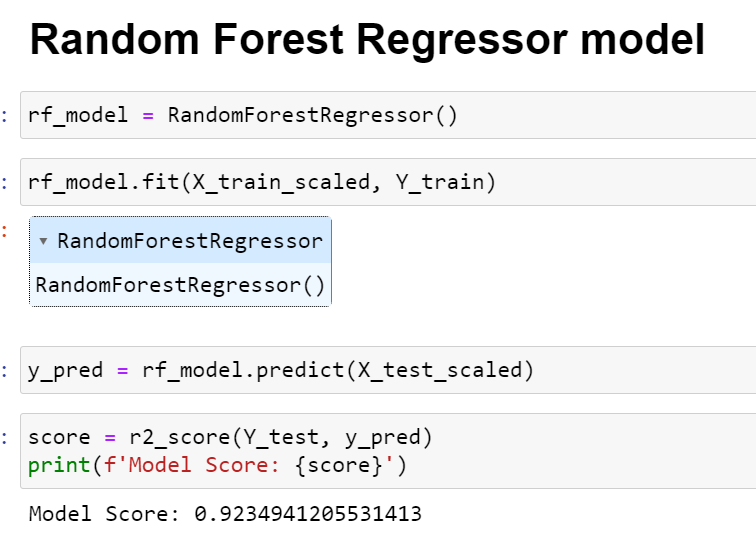 Random Forest Regressor model
: rf_model = RandomForestRegressor()
: rf_model.fit(X_train_scaled, Y_train)
: ▾ RandomForestRegressor
RandomForestRegressor()
: y_pred = rf_model.predict(X_test_scaled)
: score = r2_score(Y_test, y_pred)
print(f'Model Score: {score}')
Model Score: 0.9234941205531413